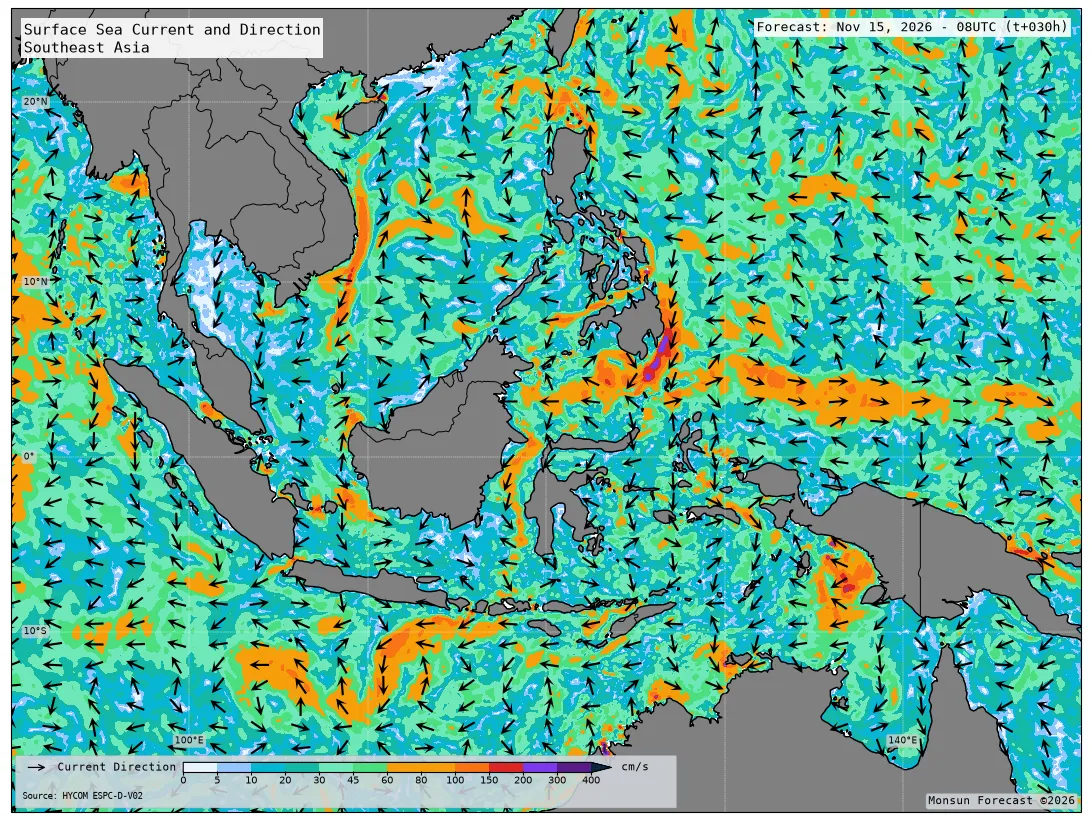 Surface Sea Current and Direction
Southeast Asia
Forecast: Nov 15, 2026 - 08UTC (t+030h)
20°N
10°N
0°
10°S
100°E
140°E
Current Direction
cm/s
0 5 10 20 30 45 60 80 100 150 200 300 400
Source: HYCOM ESPC-D-V02
Monsun Forecast ©2026